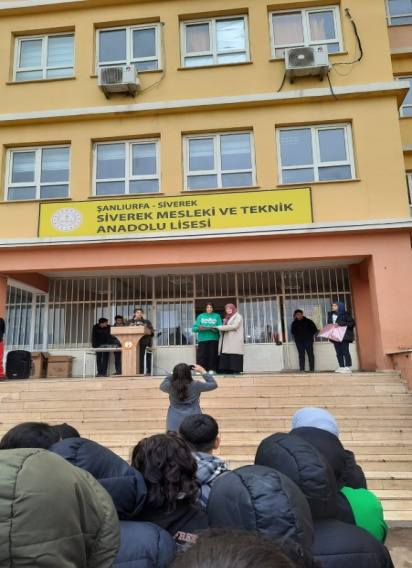 ŞANLIURFA - SİVEREK
SİVEREK MESLEKİ VE TEKNİK
ANADOLU LİSESİ